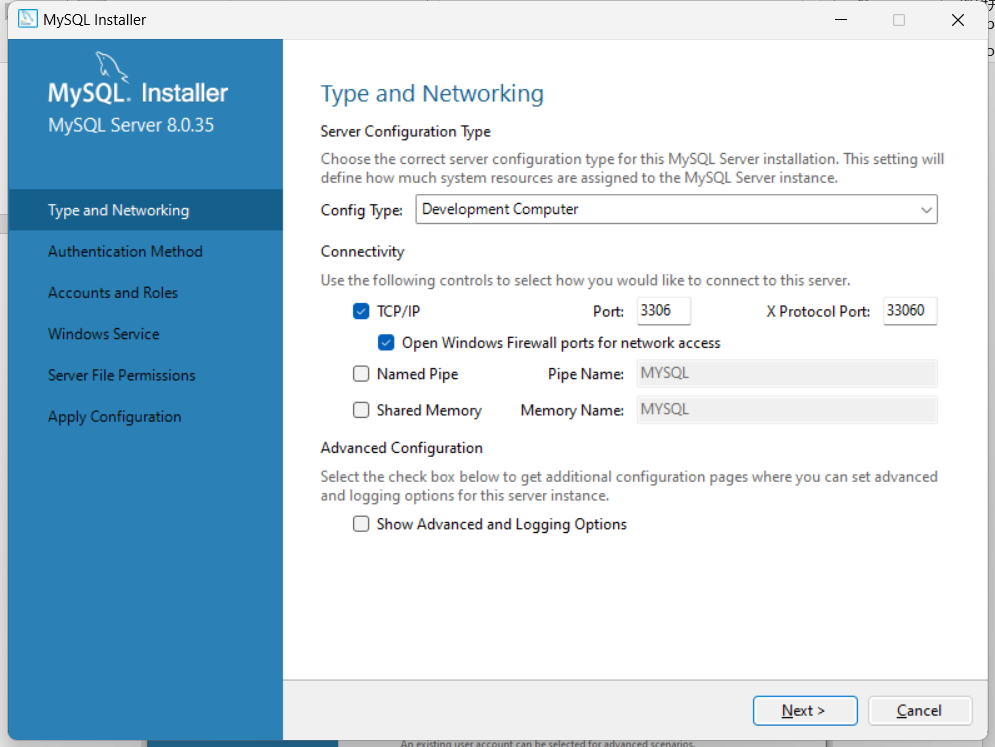 MySQL Installer
MySQL. Installer
MySQL Server 8.0.35
Type and Networking
Authentication Method
Accounts and Roles
Windows Service
Server File Permissions
Apply Configuration
Type and Networking
Server Configuration Type
Choose the correct server configuration type for this MySQL Server installation. This setting will
define how much system resources are assigned to the MySQL Server instance.
Config Type: Development Computer
Connectivity
Use the following controls to select how you would like to connect to this server.
TCP/IP Port: 3306 X Protocol Port: 33060
Open Windows Firewall ports for network access
Named Pipe Pipe Name: MYSQL
Shared Memory Memory Name: MYSQL
Advanced Configuration
Select the check box below to get additional configuration pages where you can set advanced
and logging options for this server instance.
Show Advanced and Logging Options
Next > Cancel
An existing user account can be selected for advanced scenarios.